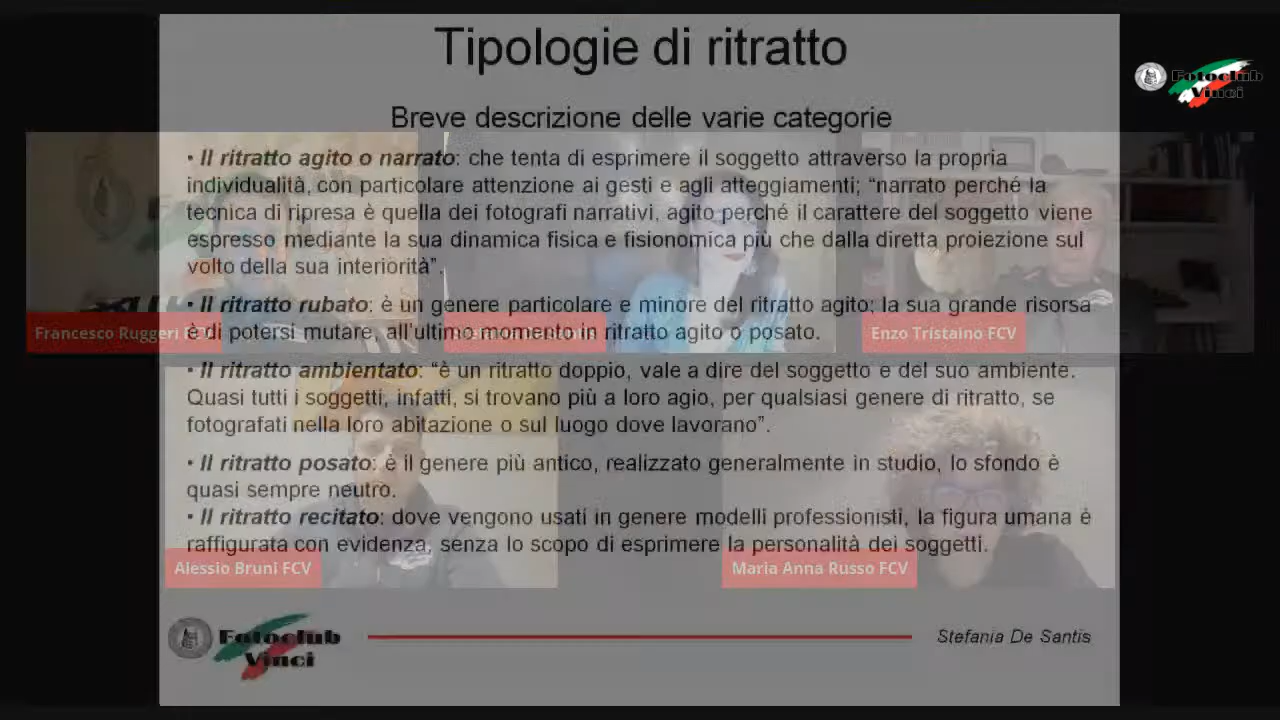 Tipologie di ritratto
Fotoclub
Vinci
Breve descrizione delle varie categorie
• Il ritratto agito o narrato: che tenta di esprimere il soggetto attraverso la propria
individualità, con particolare attenzione ai gesti e agli atteggiamenti; “narrato perché la
tecnica di ripresa è quella dei fotografi narrativi, agito perché il carattere del soggetto viene
espresso mediante la sua dinamica fisica e fisionomica più che dalla diretta proiezione sul
volto della sua interiorità”.
• Il ritratto rubato: è un genere particolare e minore del ritratto agito; la sua grande risorsa
è di potersi mutare, all’ultimo momento in ritratto agito o posato.
Francesco Ruggeri FCV
Enzo Tristaino FCV
• Il ritratto ambientato: “è un ritratto doppio, vale a dire del soggetto e del suo ambiente.
Quasi tutti i soggetti, infatti, si trovano più a loro agio, per qualsiasi genere di ritratto, se
fotografati nella loro abitazione o sul luogo dove lavorano”.
• Il ritratto posato: è il genere più antico, realizzato generalmente in studio, lo sfondo è
quasi sempre neutro.
• Il ritratto recitato: dove vengono usati in genere modelli professionisti, la figura umana è
raffigurata con evidenza, senza lo scopo di esprimere la personalità dei soggetti.
Alessio Bruni FCV
Maria Anna Russo FCV
Fotoclub
Vinci
Stefania De Santis